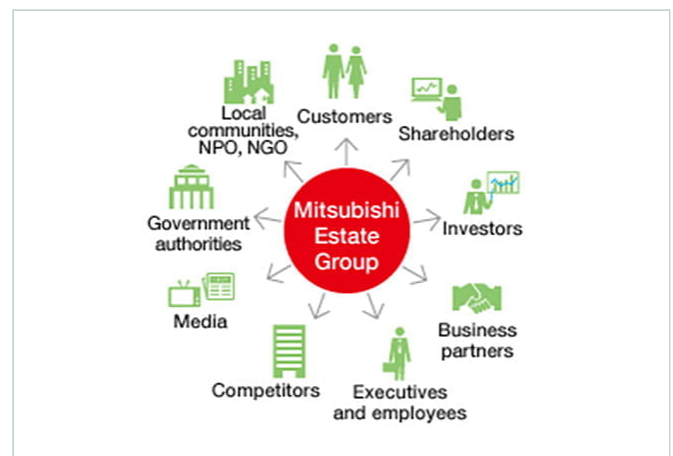 Customers
Shareholders
Investors
Business
partners
Executives
and employees
Competitors
Media
Government
authorities
Local
communities,
NPO, NGO
Mitsubishi
Estate
Group